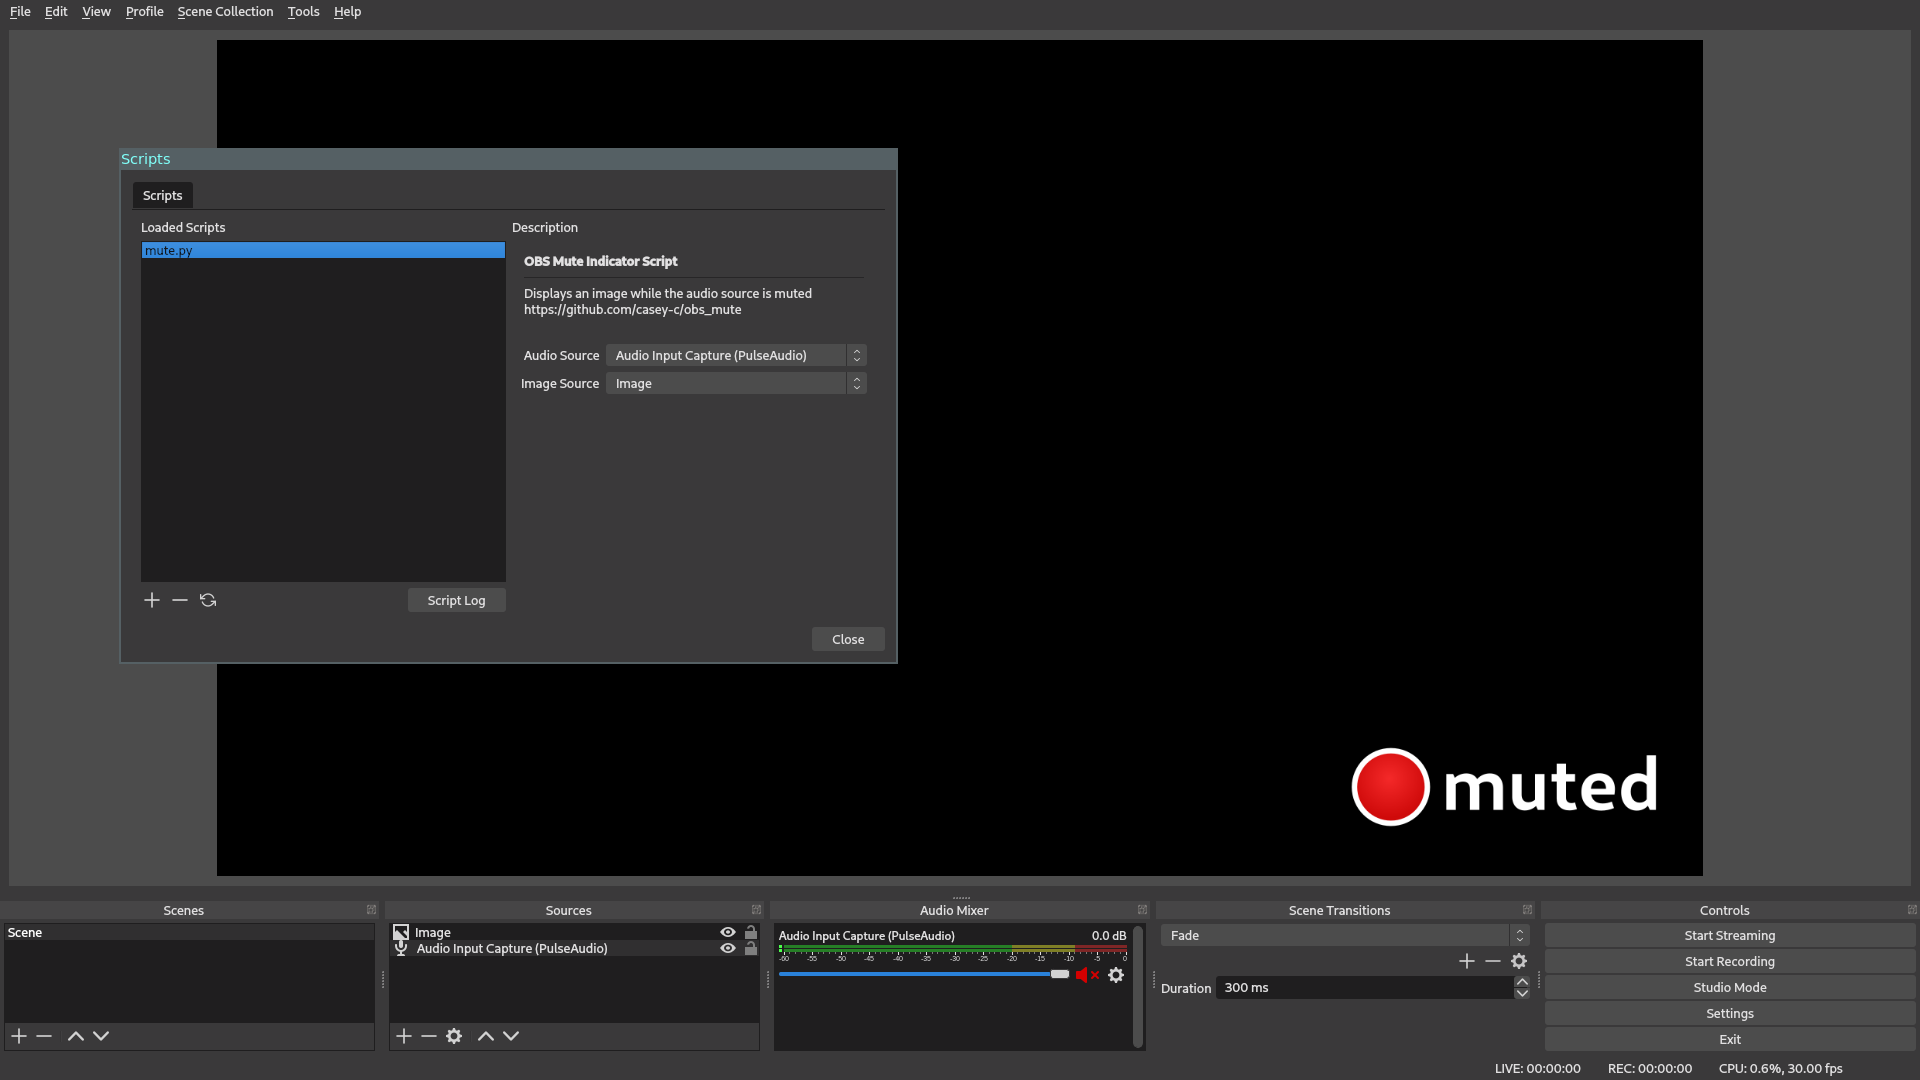 File Edit View Profile Scene Collection Tools Help
Scripts
Scripts
Loaded Scripts
mute.py
Description
OBS Mute Indicator Script
Displays an image while the audio source is muted
https://github.com/casey-c/obs_mute
Audio Source Audio Input Capture (PulseAudio)
Image Source Image
Script Log
Close
muted
Scenes
Scene
Sources
Image
Audio Input Capture (PulseAudio)
Audio Mixer
Audio Input Capture (PulseAudio) 0.0 dB
-60 -55 -50 -45 -40 -35 -30 -25 -20 -15 -10 -5 0
Scene Transitions
Fade
Duration 300 ms
Controls
Start Streaming
Start Recording
Studio Mode
Settings
Exit
LIVE: 00:00:00 REC: 00:00:00 CPU: 0.6%, 30.00 fps